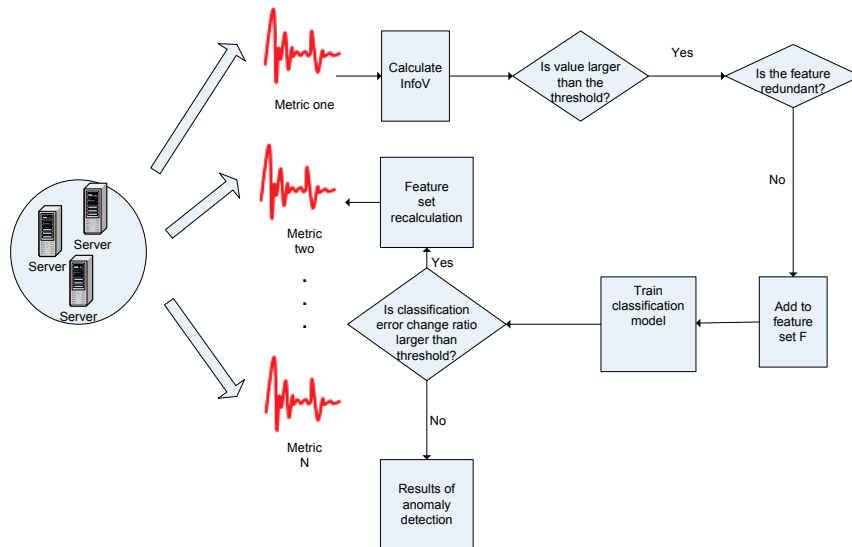 Metric one
Calculate
InfoV
Is value larger
than the
threshold?
Yes
Is the feature
redundant?
No
Server
Server
Server
Metric
two
.
.
.
Feature
set
recalculation
Yes
Is classification
error change ratio
larger than
threshold?
Train
classification
model
Add to
feature
set F
No
Metric
N
Results of
anomaly
detection